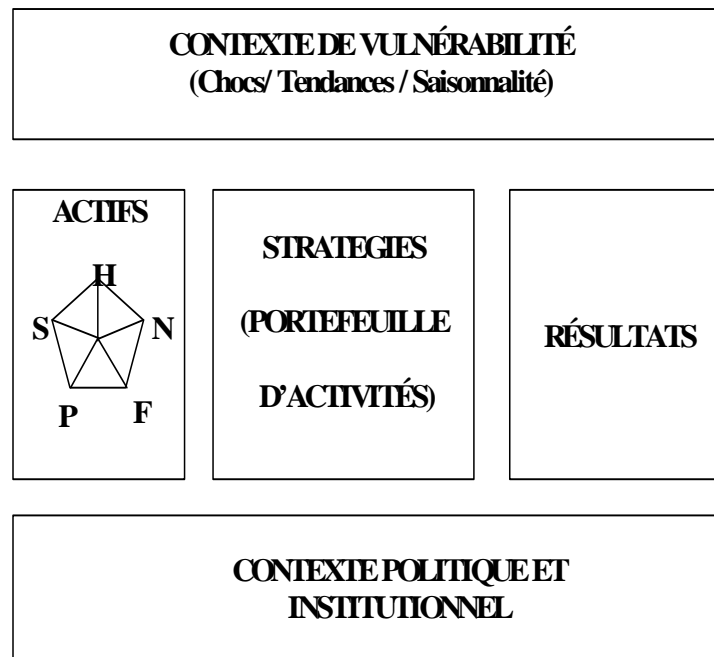 CONTEXTE DE VULNÉRABILITÉ
(Chocs/ Tendances / Saisonnalité)
ACTIFS
H
S
N
P
F
STRATEGIES
(PORTEFEUILLE
D'ACTIVITÉS)
RÉSULTATS
CONTEXTE POLITIQUE ET
INSTITUTIONNEL